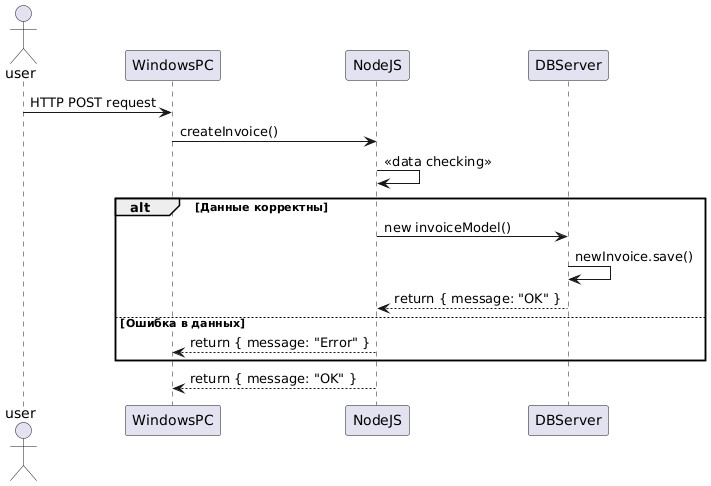 user
WindowsPC
NodeJS
DBServer
HTTP POST request
createInvoice()
«data checking»
alt
[Данные корректны]
new invoiceModel()
newInvoice.save()
return { message: "OK" }
[Ошибка в данных]
return { message: "Error" }
return { message: "OK" }
user
WindowsPC
NodeJS
DBServer